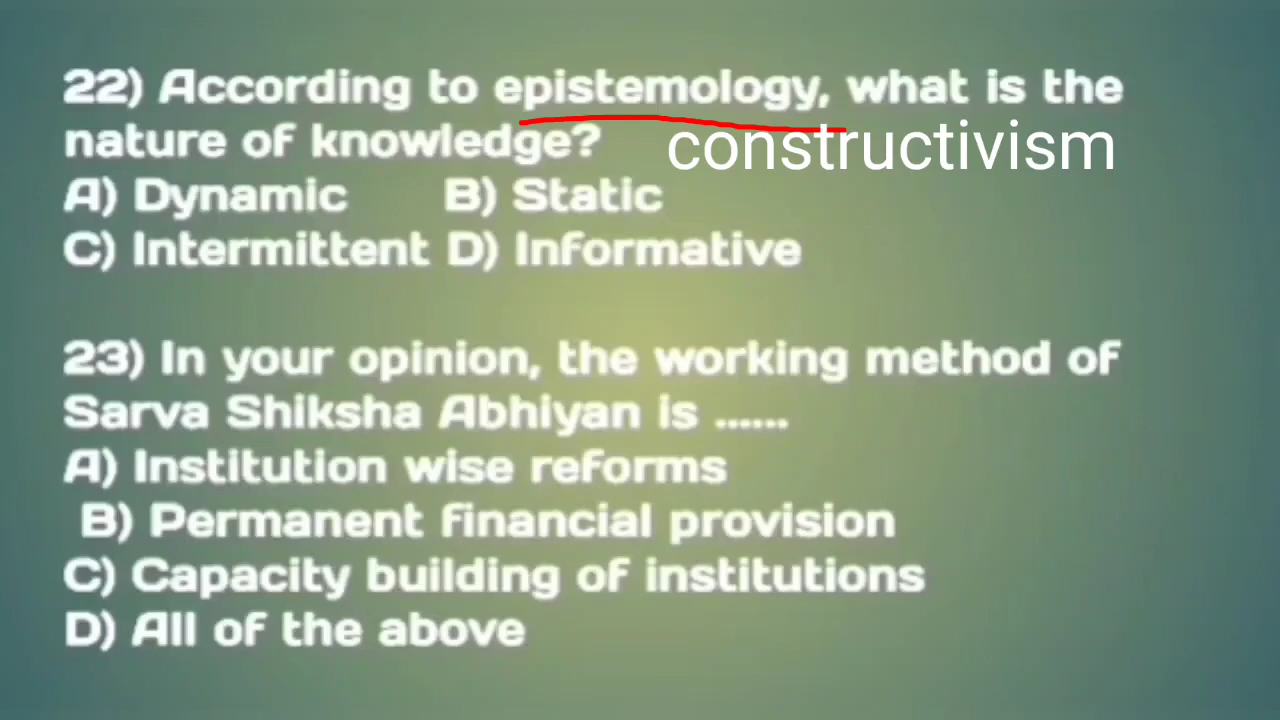 22) According to epistemology, what is the
nature of knowledge?
constructivism
A) Dynamic B) Static
C) Intermittent D) Informative
23) In your opinion, the working method of
Sarva Shiksha Abhiyan is ......
A) Institution wise reforms
B) Permanent financial provision
C) Capacity building of institutions
D) All of the above